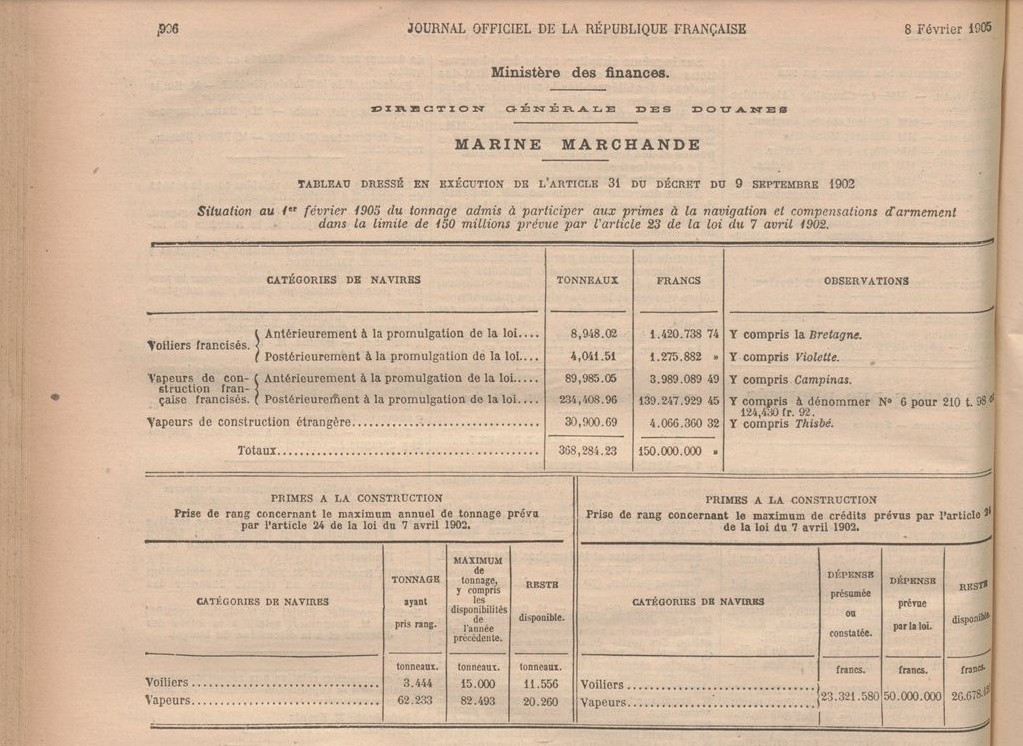 906 JOURNAL OFFICIEL DE LA RÉPUBLIQUE FRANÇAISE 8 Février 1905
Ministère des finances.
DIRECTION GÉNÉRALE DES DOUANES
MARINE MARCHANDE
TABLEAU DRESSÉ EN EXÉCUTION DE L'ARTICLE 31 DU DÉCRET DU 9 SEPTEMBRE 1902
Situation au 1er février 1905 du tonnage admis à participer aux primes à la navigation et compensations d'armement
dans la limite de 150 millions prévue par l'article 23 de la loi du 7 avril 1902.
CATÉGORIES DE NAVIRES TONNEAUX FRANCS OBSERVATIONS
Voiliers francisés.
Antérieurement à la promulgation de la loi.... 8,948.02 1.420.738 74 Y compris la Bretagne.
Postérieurement à la promulgation de la loi.... 4,041.51 1.275.882 » Y compris Violette.
Vapeurs de con-
struction fran-
çaise francisés.
Antérieurement à la promulgation de la loi..... 89,985.05 3.989.089 49 Y compris Campinas.
Postérieurement à la promulgation de la loi.... 234,408.96 139.247.929 45 Y compris à dénommer N° 6 pour 210 t. 98 et
124,430 fr. 92.
Vapeurs de construction étrangère.................................... 30,900.69 4.066.360 32 Y compris Thisbé.
Totaux.................................................. 368,284.23 150.000.000 »
PRIMES A LA CONSTRUCTION
Prise de rang concernant le maximum annuel de tonnage prévu
par l'article 24 de la loi du 7 avril 1902.
CATÉGORIES DE NAVIRES
TONNAGE
ayant
pris rang.
MAXIMUM
de
tonnage,
y compris
les
disponibilités
de
l'année
précédente.
RESTE
disponible.
tonneaux. tonneaux. tonneaux.
Voiliers.................................... 3.444 15.000 11.556
Vapeurs.................................... 62.233 82.493 20.260
PRIMES A LA CONSTRUCTION
Prise de rang concernant le maximum de crédits prévus par l'article 24
de la loi du 7 avril 1902.
CATÉGORIES DE NAVIRES
DÉPENSE
présumée
ou
constatée.
DÉPENSE
prévue
par la loi.
RESTE
disponible.
francs. francs. francs.
Voiliers....................................
Vapeurs.................................... 23.321.580 50.000.000